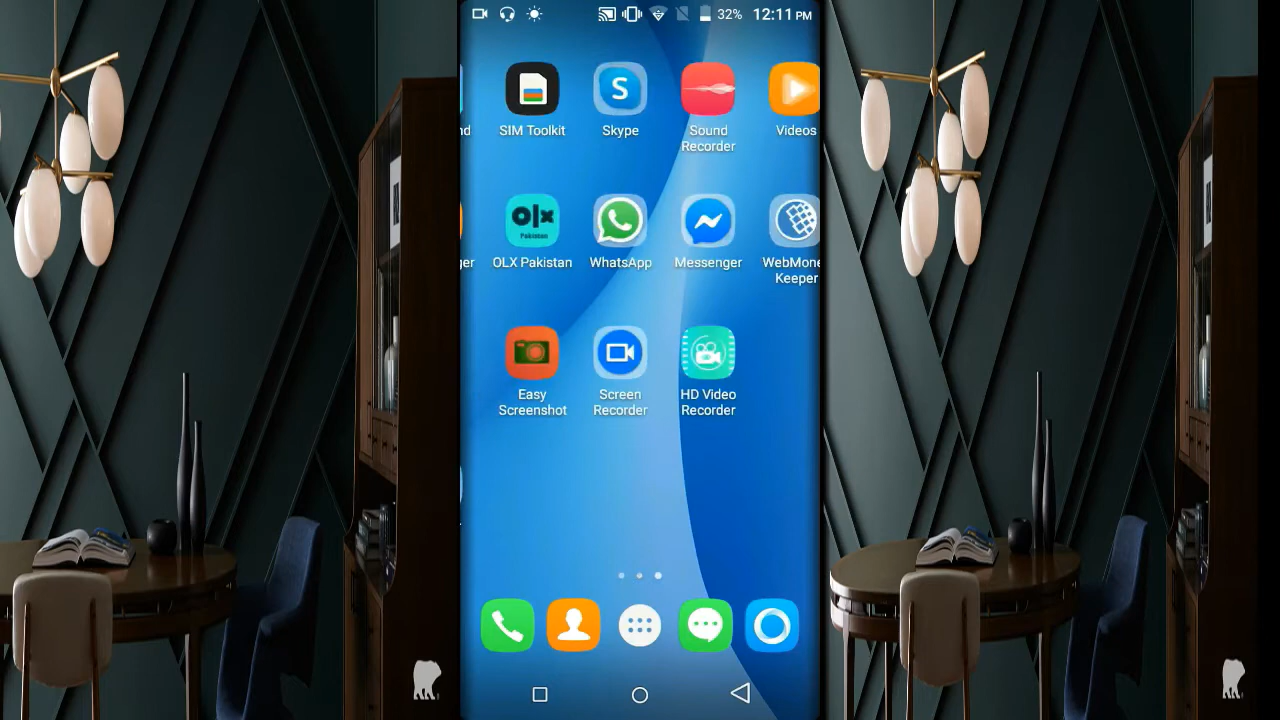 32% 12:11 PM
nd SIM Toolkit Skype Sound Recorder Videos
ger OLX Pakistan WhatsApp Messenger WebMone Keeper
olx
Pakistan
S
Easy Screenshot Screen Recorder HD Video Recorder